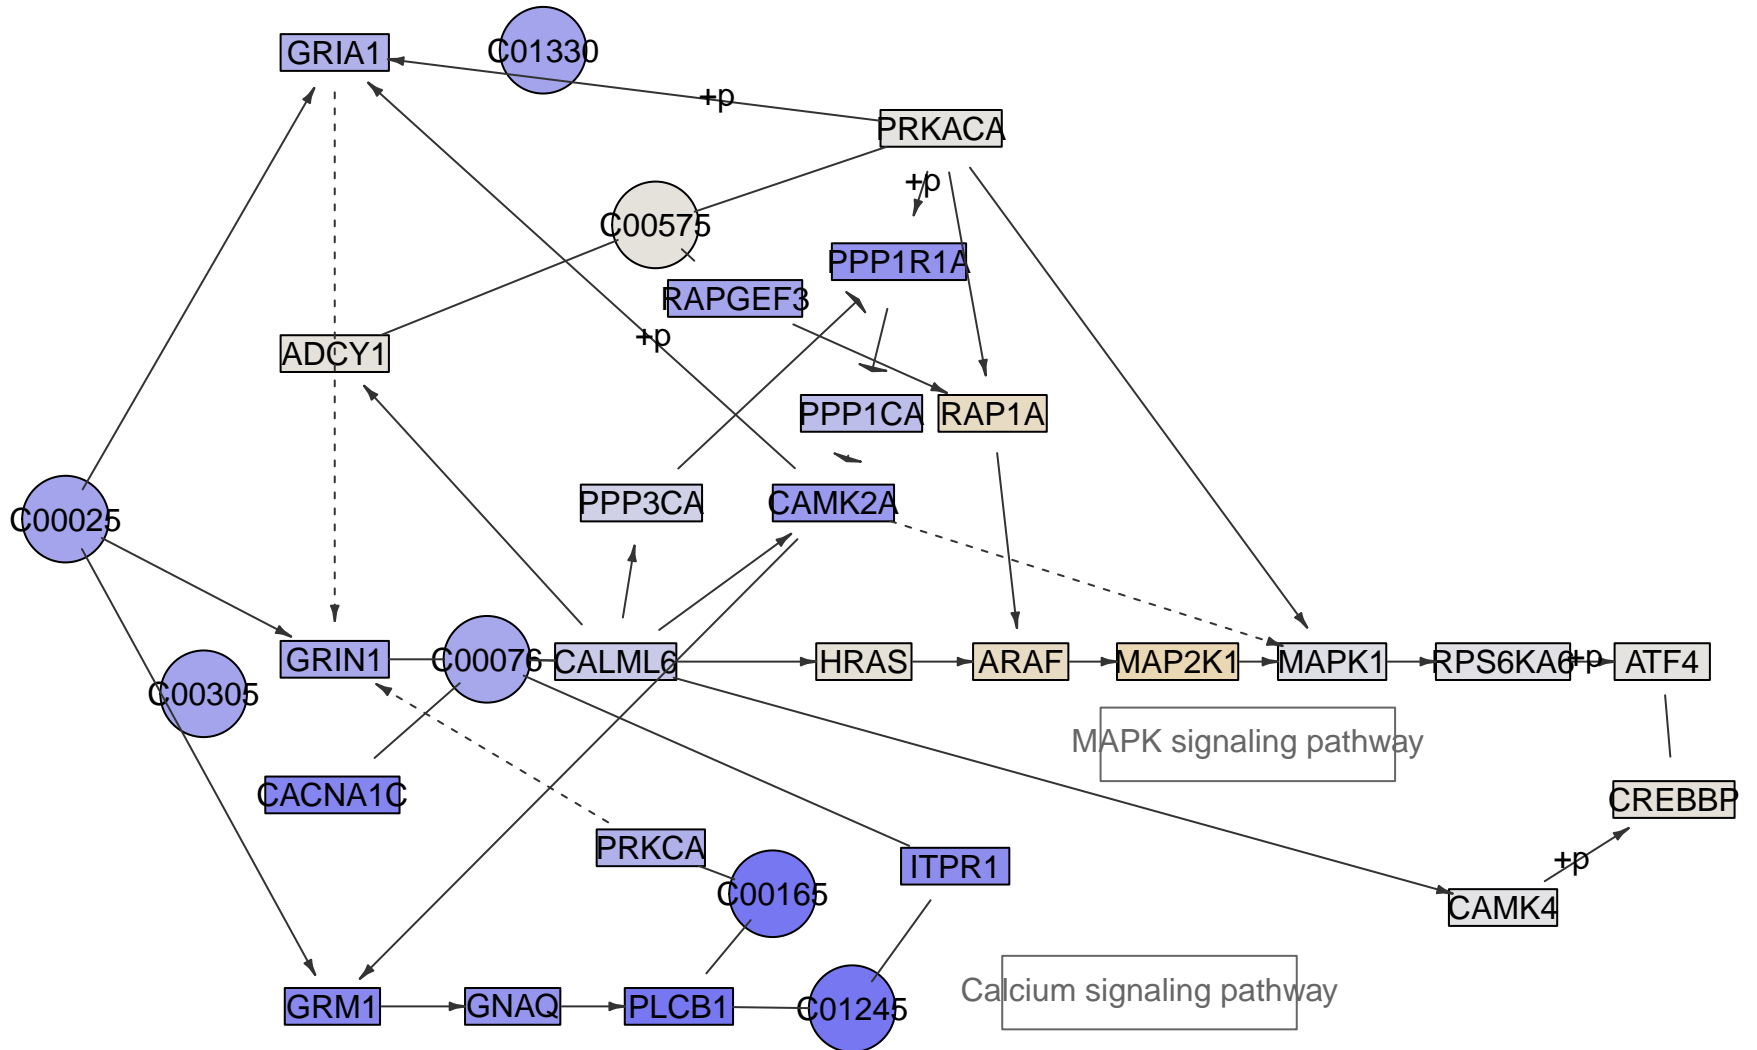 GRIA1
C01330
+p
PRKACA
+p
C00575
PPP1R1A
RAPGEF3
+p
ADCY1
PPP1CA
RAP1A
PPP3CA
CAMK2A
C00025
GRIN1
C00076
CALML6
HRAS
ARAF
MAP2K1
MAPK1
RPS6KA6
+p
ATF4
C00305
MAPK signaling pathway
CACNA1C
CREBBP
PRKCA
+p
ITPR1
C00165
CAMK4
Calcium signaling pathway
GRM1
GNAQ
PLCB1
C01245